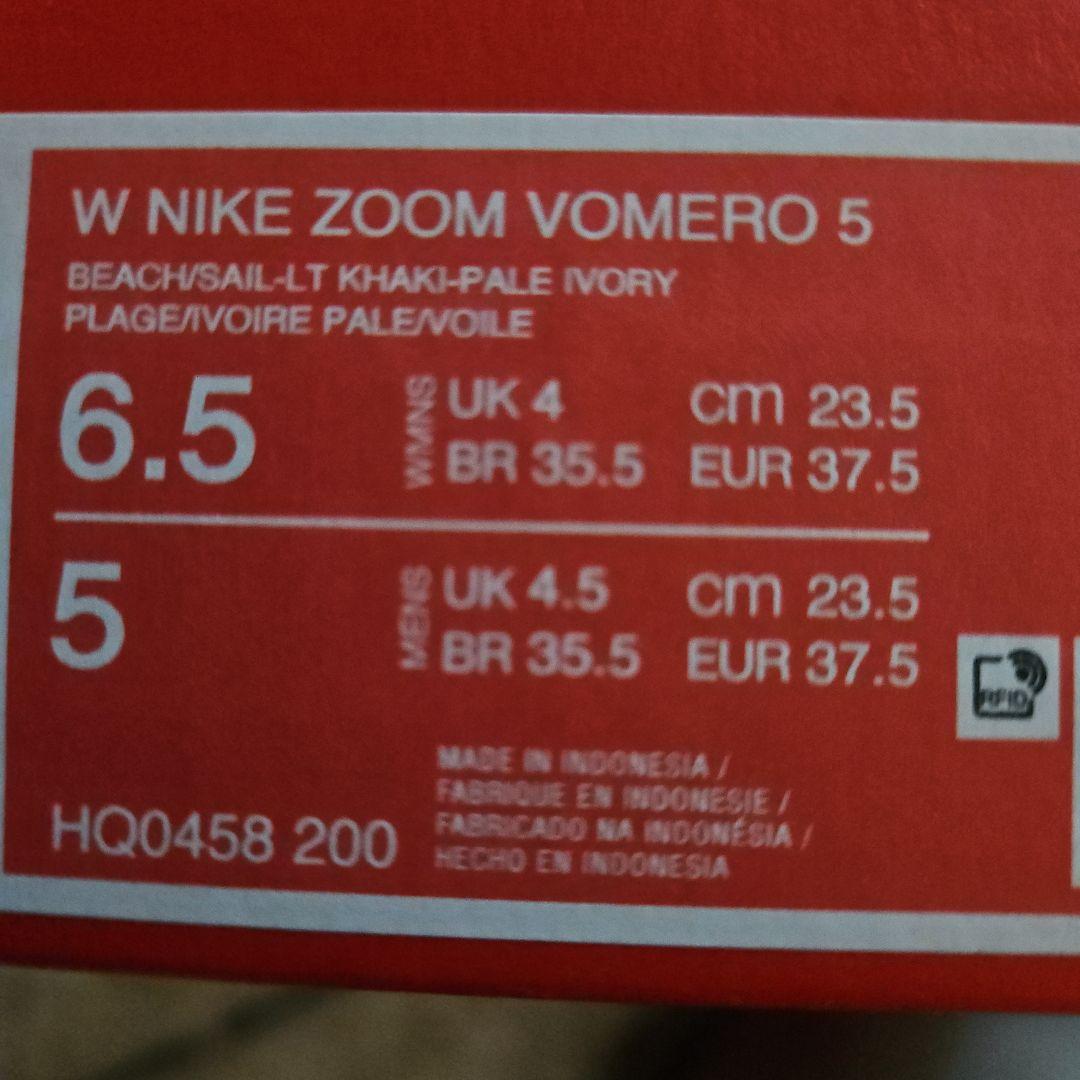 W NIKE ZOOM VOMERO 5
BEACH/SAIL-LT KHAKI-PALE IVORY
PLAGE/IVOIRE PALE/VOILE
6.5
WMNS
UK 4 cm 23.5
BR 35.5 EUR 37.5
5
MENS
UK 4.5 cm 23.5
BR 35.5 EUR 37.5
RFID
HQ0458 200
MADE IN INDONESIA /
FABRIQUE EN INDONESIE /
FABRICADO NA INDONÉSIA /
HECHO EN INDONESIA